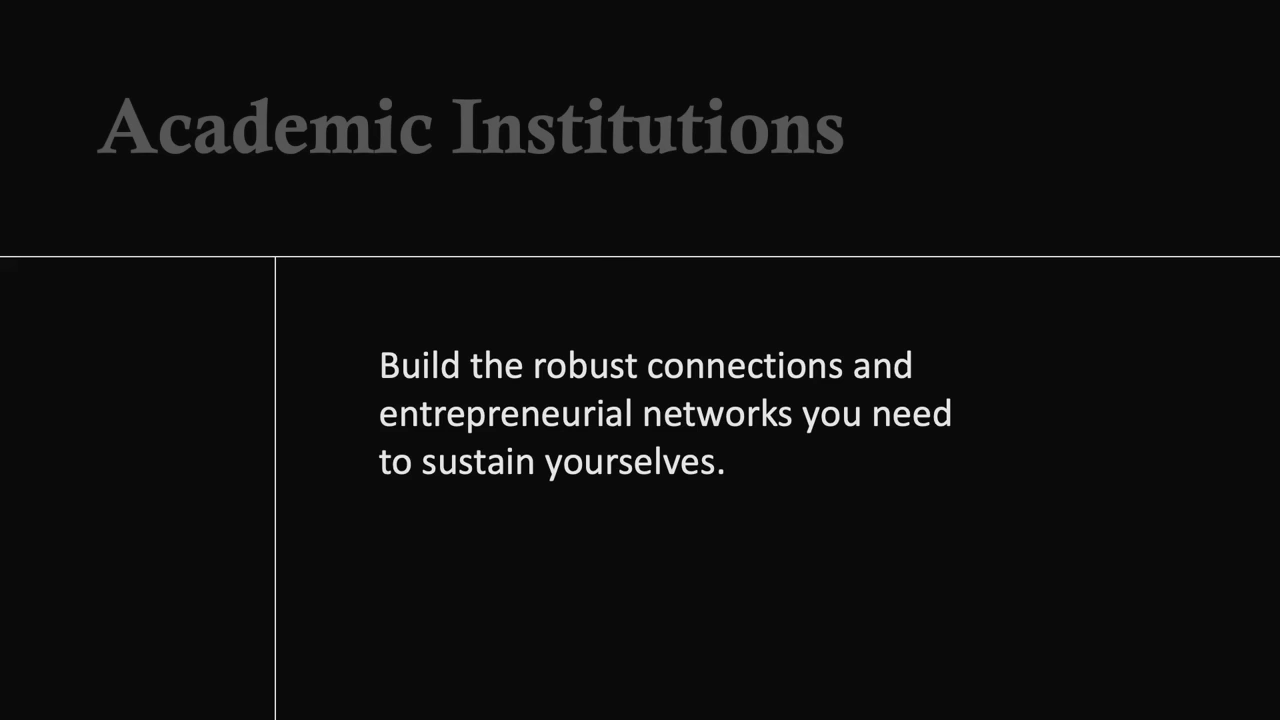 Academic Institutions
Build the robust connections and
entrepreneurial networks you need
to sustain yourselves.